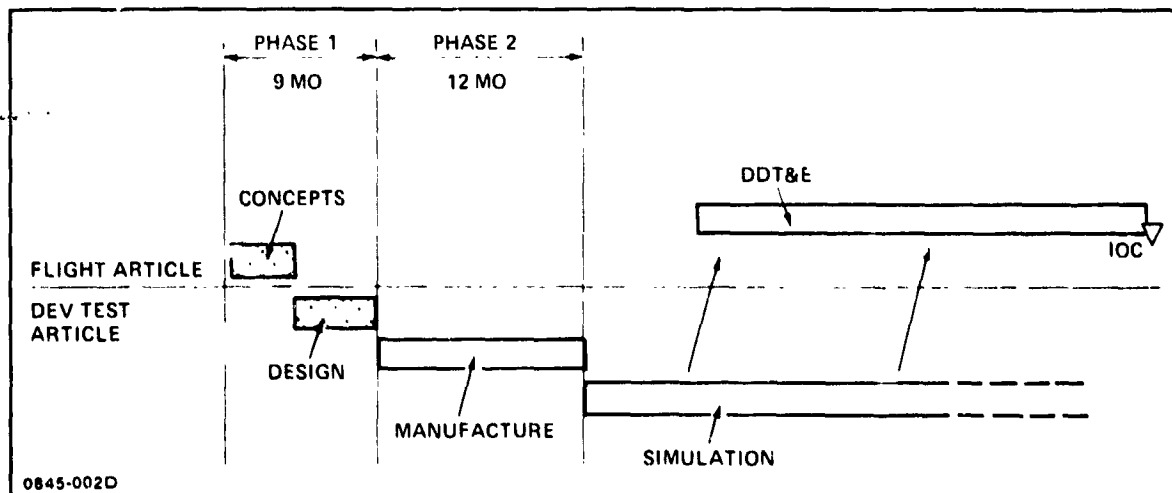 PHASE 1
PHASE 2
9 MO
12 MO
DDT&E
CONCEPTS
IOC
FLIGHT ARTICLE
DEV TEST
ARTICLE
DESIGN
MANUFACTURE
SIMULATION
0845-002D